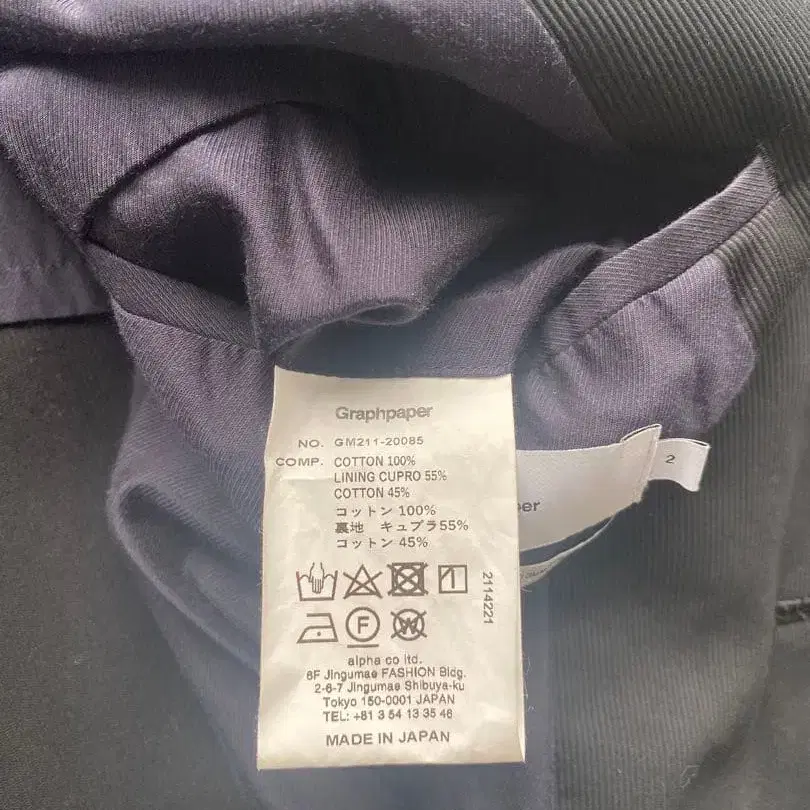 Graphpaper
NO. GM211-20085
COMP. COTTON 100%
LINING CUPRO 55%
COTTON 45%
コットン 100%
裏地 キュプラ55%
コットン 45%
2114221
F
W
alpha co ltd.
6F Jingumae FASHION Bldg.
2-6-7 Jingumae Shibuya-ku
Tokyo 150-0001 JAPAN
TEL: +81 3 54 13 35 46
MADE IN JAPAN
per
2